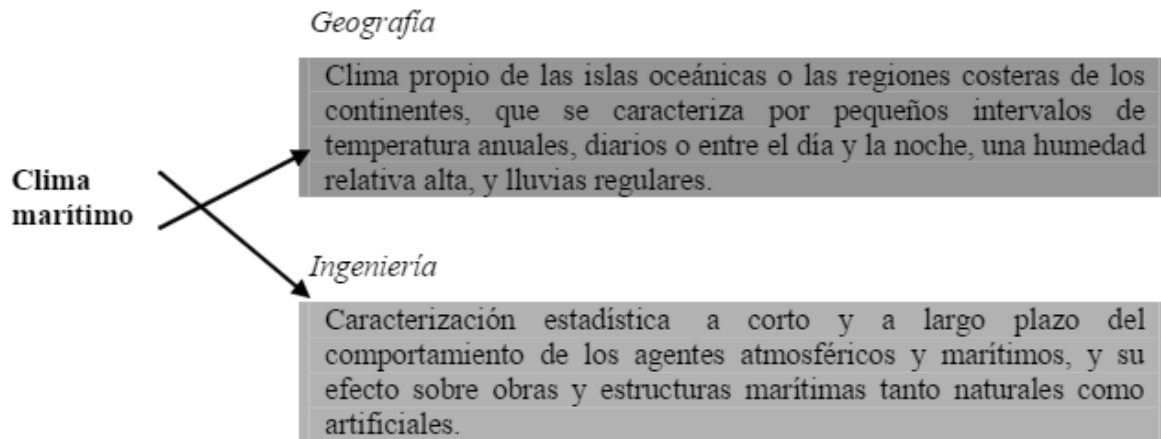 Geografía
Clima propio de las islas oceánicas o las regiones costeras de los
continentes, que se caracteriza por pequeños intervalos de
temperatura anuales, diarios o entre el día y la noche, una humedad
relativa alta, y lluvias regulares.
Clima
marítimo
Ingeniería
Caracterización estadística a corto y a largo plazo del
comportamiento de los agentes atmosféricos y marítimos, y su
efecto sobre obras y estructuras marítimas tanto naturales como
artificiales.